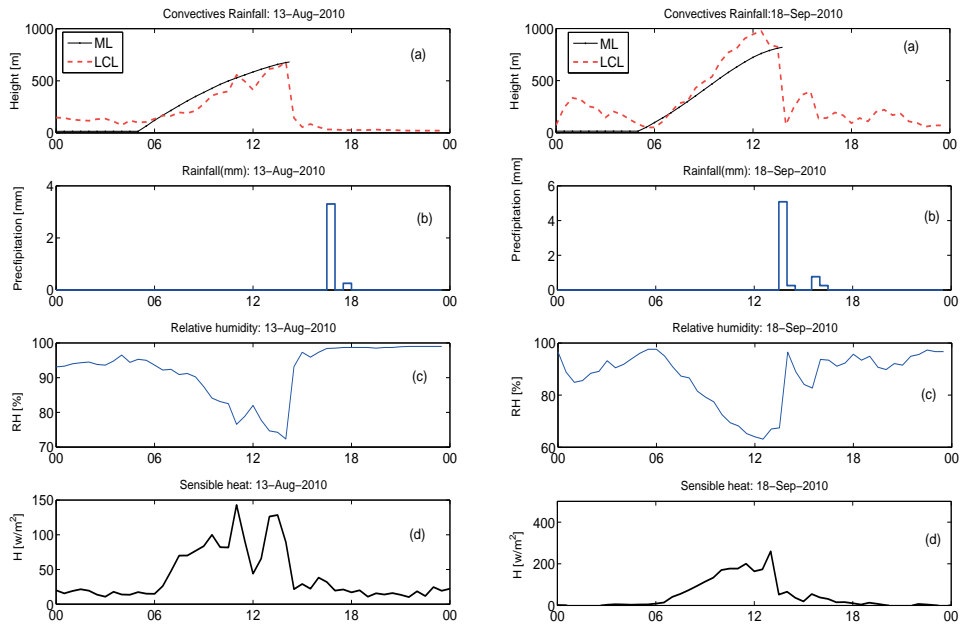 Convectives Rainfall: 13−Aug−2010
1000
500
0
Height [m]
ML
LCL
(a)
00 06 12 18 00
Rainfall(mm): 13−Aug−2010
4
2
0
Precfipitation [mm]
(b)
00 06 12 18 00
Relative humidity: 13−Aug−2010
100
90
80
70
RH [%]
(c)
00 06 12 18 00
Sensible heat: 13−Aug−2010
150
100
50
0
H [w/m²]
(d)
00 06 12 18 00
Convectives Rainfall:18−Sep−2010
1000
500
0
Height [m]
ML
LCL
(a)
00 06 12 18 00
Rainfall(mm): 18−Sep−2010
6
4
2
0
Precfipitation [mm]
(b)
00 06 12 18 00
Relative humidity: 18−Sep−2010
100
80
60
RH [%]
(c)
00 06 12 18 00
Sensible heat: 18−Sep−2010
400
200
0
H [w/m²]
(d)
00 06 12 18 00